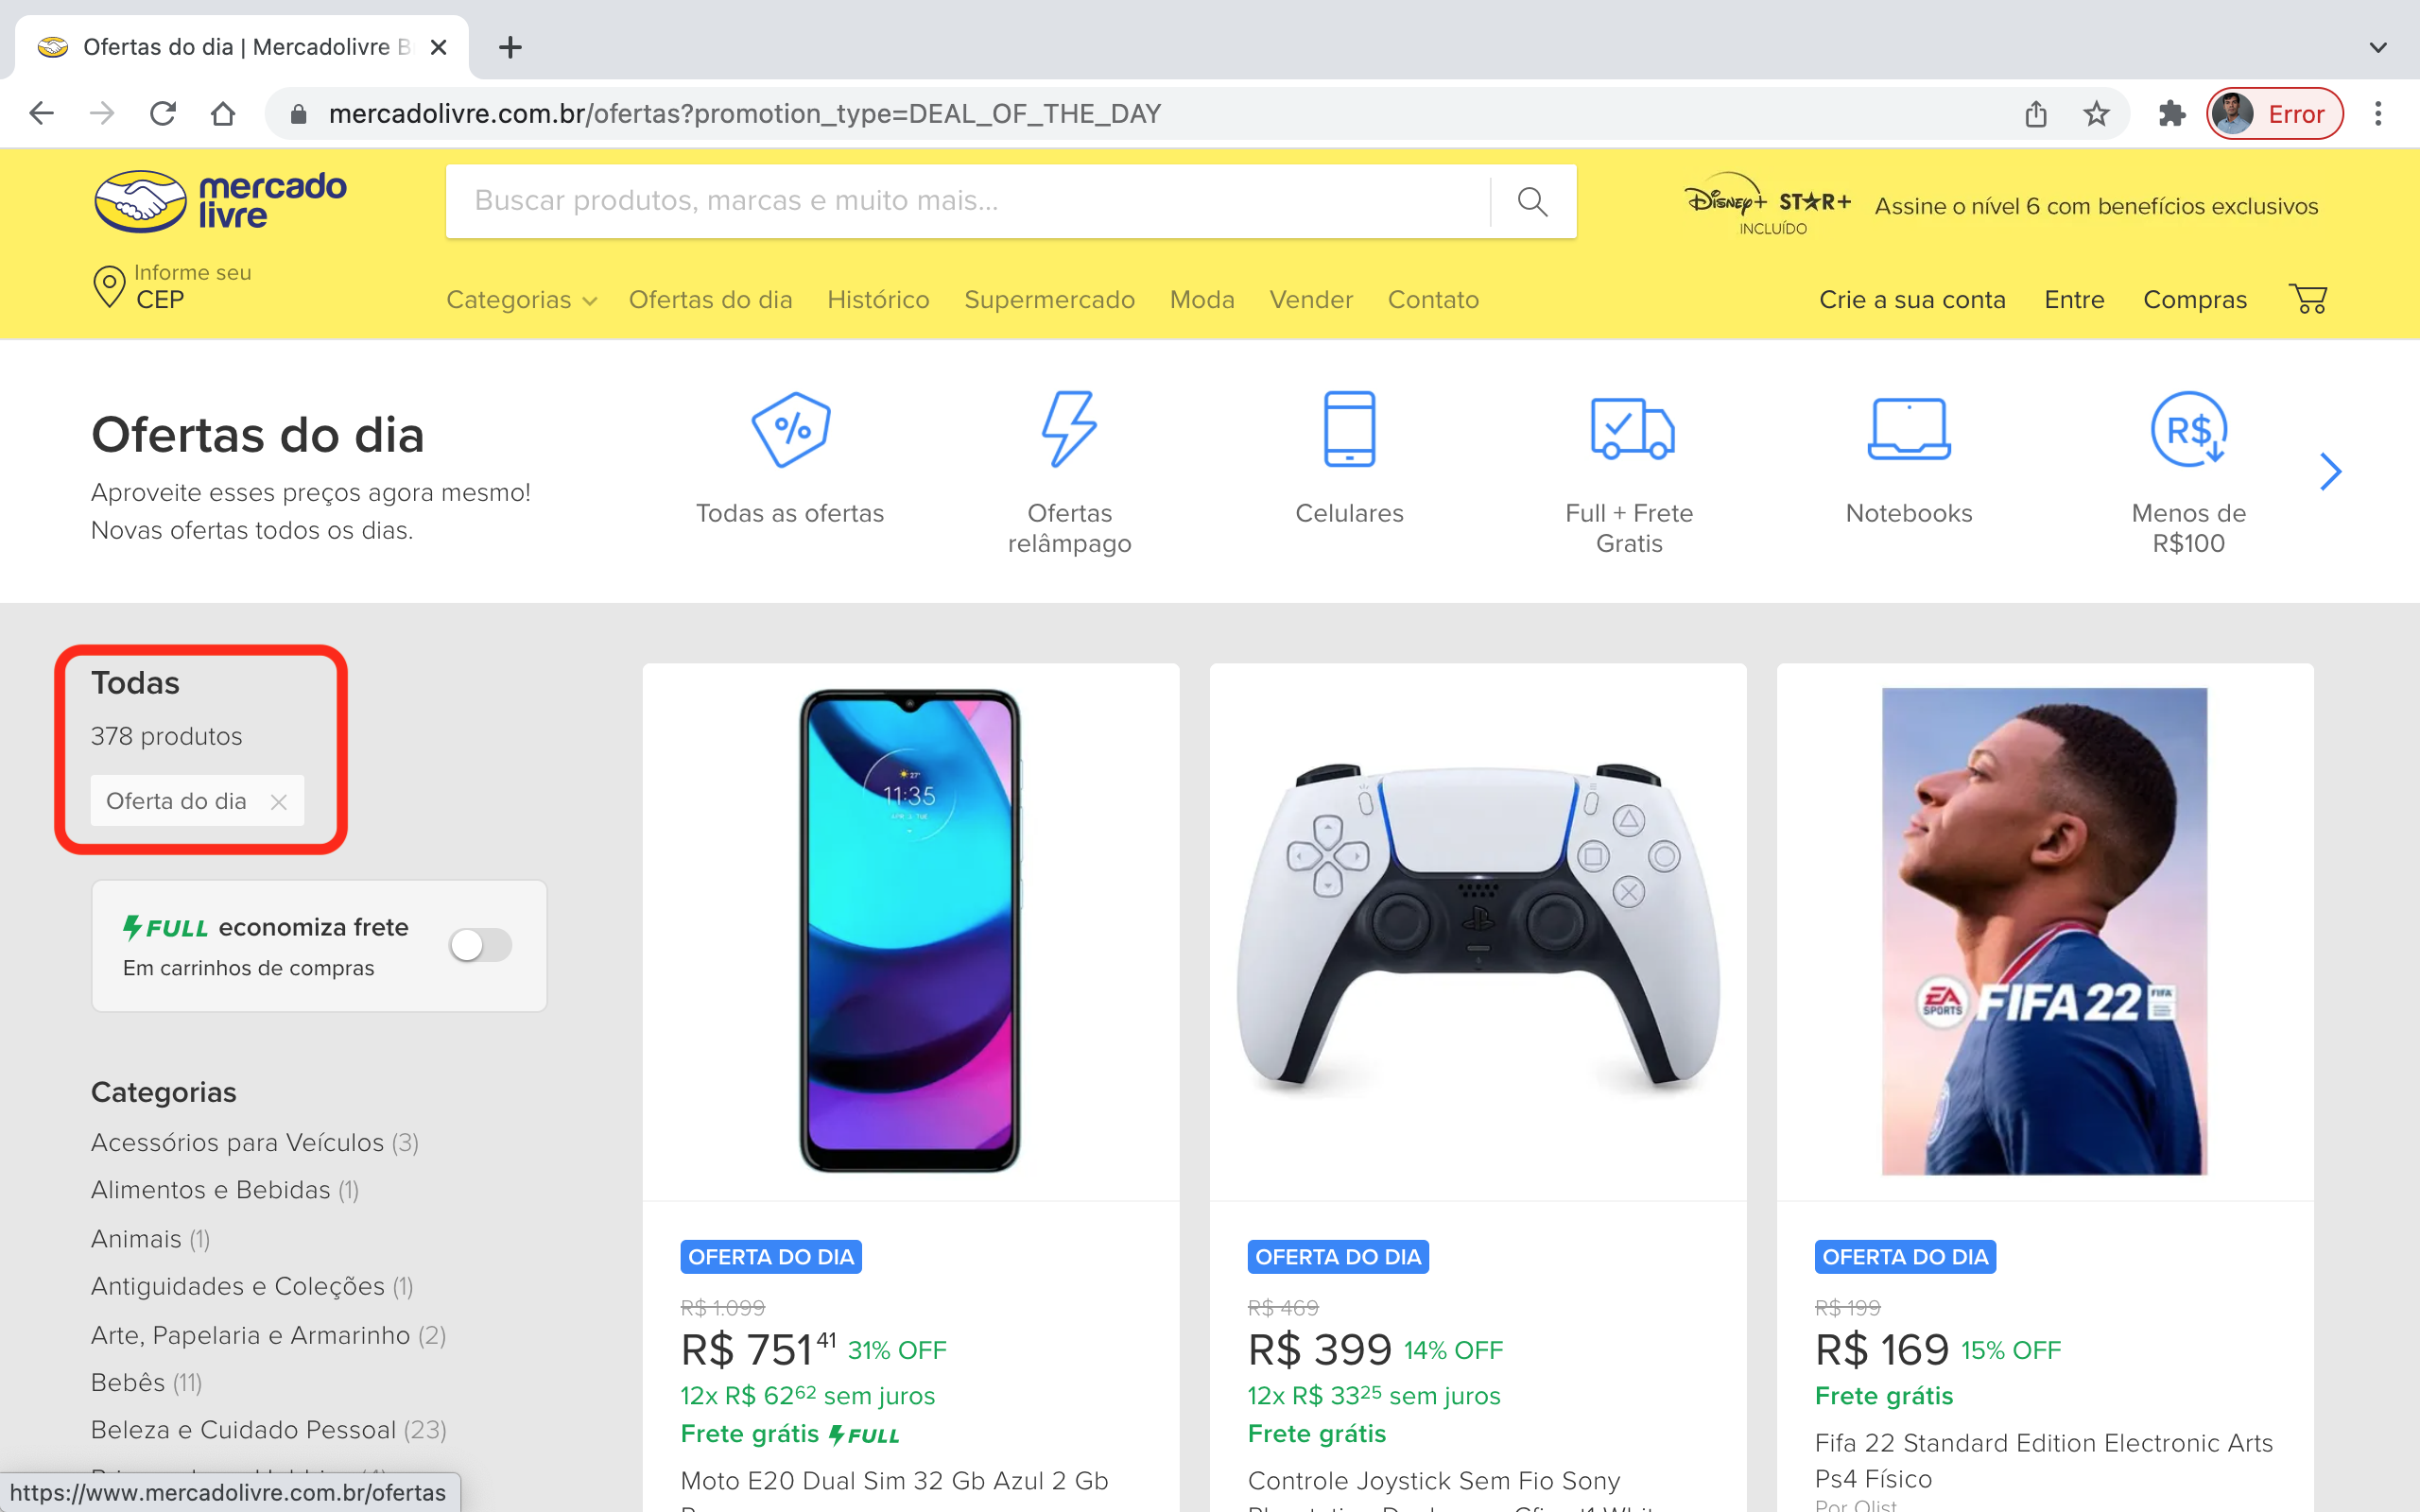 Ofertas do dia | Mercadolivre B
mercadolivre.com.br/ofertas?promotion_type=DEAL_OF_THE_DAY
Error
mercado
livre
Buscar produtos, marcas e muito mais...
Disney+ STAR+
INCLUÍDO
Assine o nível 6 com benefícios exclusivos
Informe seu
CEP
Categorias Ofertas do dia Histórico Supermercado Moda Vender Contato
Crie a sua conta Entre Compras
Ofertas do dia
Aproveite esses preços agora mesmo!
Novas ofertas todos os dias.
%
Todas as ofertas
Ofertas
relâmpago
Celulares
Full + Frete
Gratis
Notebooks
R$
Menos de
R$100
Todas
378 produtos
Oferta do dia
FULL economiza frete
Em carrinhos de compras
Categorias
Acessórios para Veículos (3)
Alimentos e Bebidas (1)
Animais (1)
Antiguidades e Coleções (1)
Arte, Papelaria e Armarinho (2)
Bebês (11)
Beleza e Cuidado Pessoal (23)
https://www.mercadolivre.com.br/ofertas
27°
11:35
OFERTA DO DIA
R$ 1.099
R$ 751 41 31% OFF
12x R$ 62 62 sem juros
Frete grátis FULL
Moto E20 Dual Sim 32 Gb Azul 2 Gb
OFERTA DO DIA
R$ 469
R$ 399 14% OFF
12x R$ 33 25 sem juros
Frete grátis
Controle Joystick Sem Fio Sony
EA
SPORTS
FIFA 22
FIFA
OFERTA DO DIA
R$ 199
R$ 169 15% OFF
Frete grátis
Fifa 22 Standard Edition Electronic Arts
Ps4 Físico
Por Olist